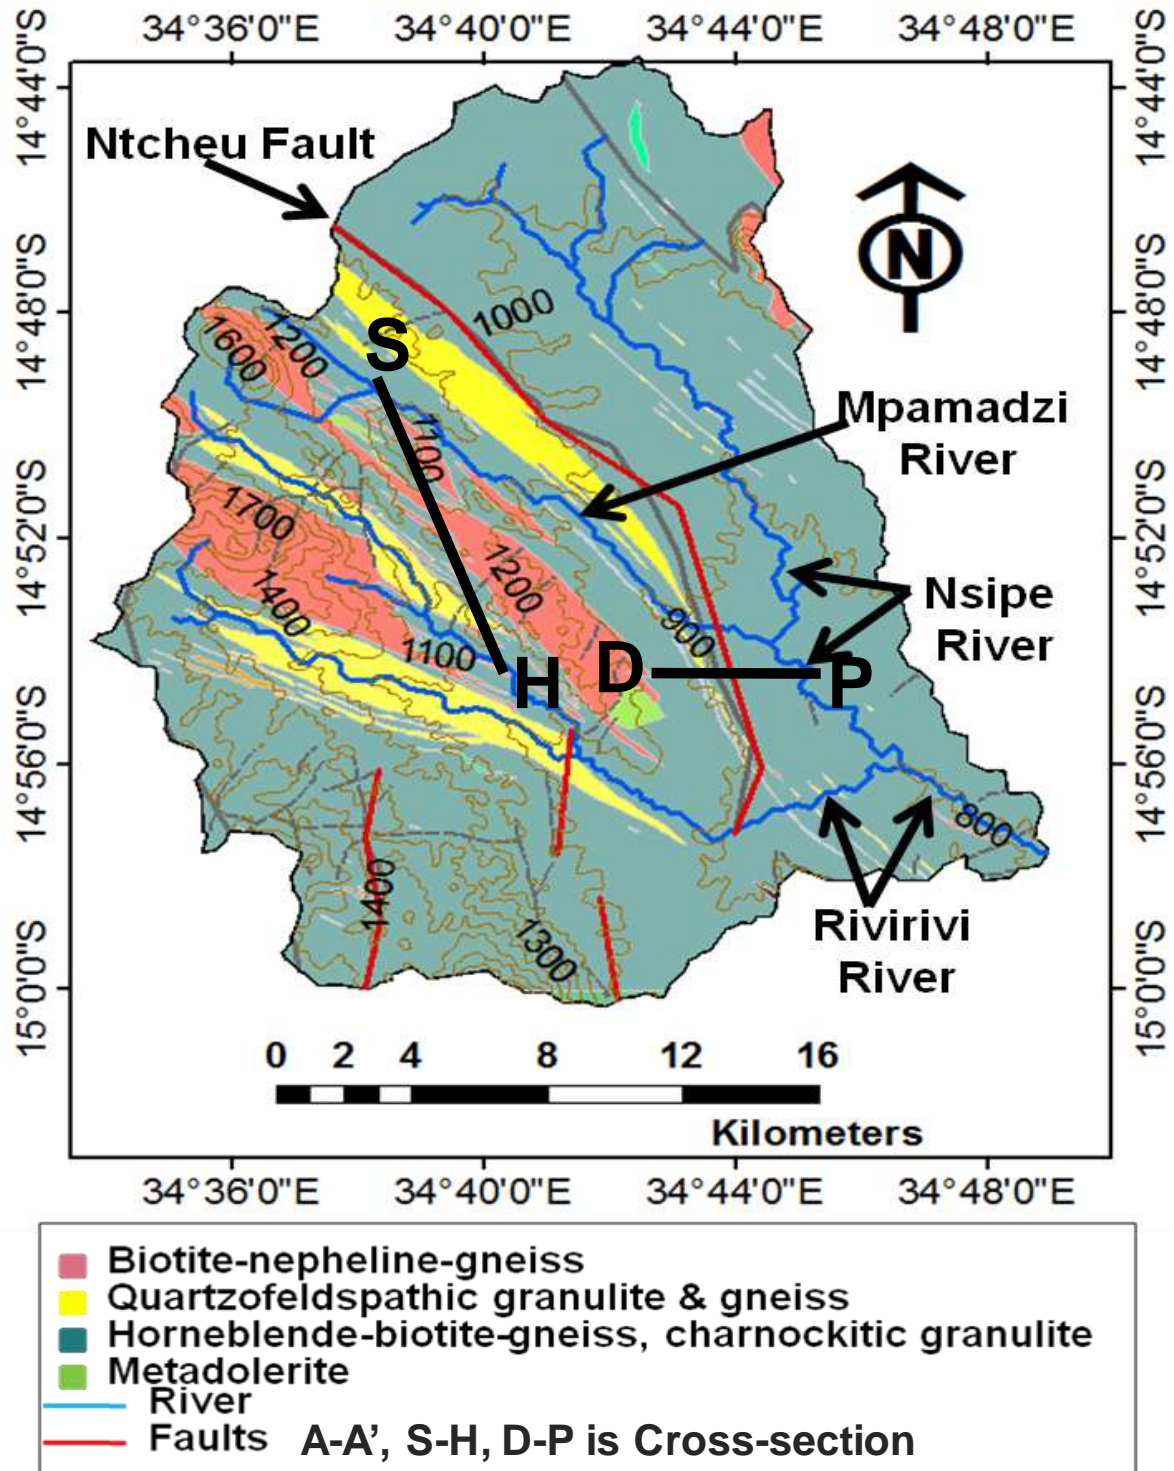 34°36'0"E 34°40'0"E 34°44'0"E 34°48'0"E
14°44'0"S
14°44'0"S
Ntcheu Fault
N
14°48'0"S
14°48'0"S
1000
S
1200
1600
Mpamadzi
River
1100
14°52'0"S
14°52'0"S
1700
1200
Nsipe
River
1400
900
1100
H
D
P
14°56'0"S
14°56'0"S
800
1400
Rivirivi
River
1300
15°0'0"S
15°0'0"S
0 2 4 8 12 16
Kilometers
34°36'0"E 34°40'0"E 34°44'0"E 34°48'0"E
Biotite-nepheline-gneiss
Quartzofeldspathic granulite & gneiss
Horneblende-biotite-gneiss, charnockitic granulite
Metadolerite
River
Faults A-A’, S-H, D-P is Cross-section